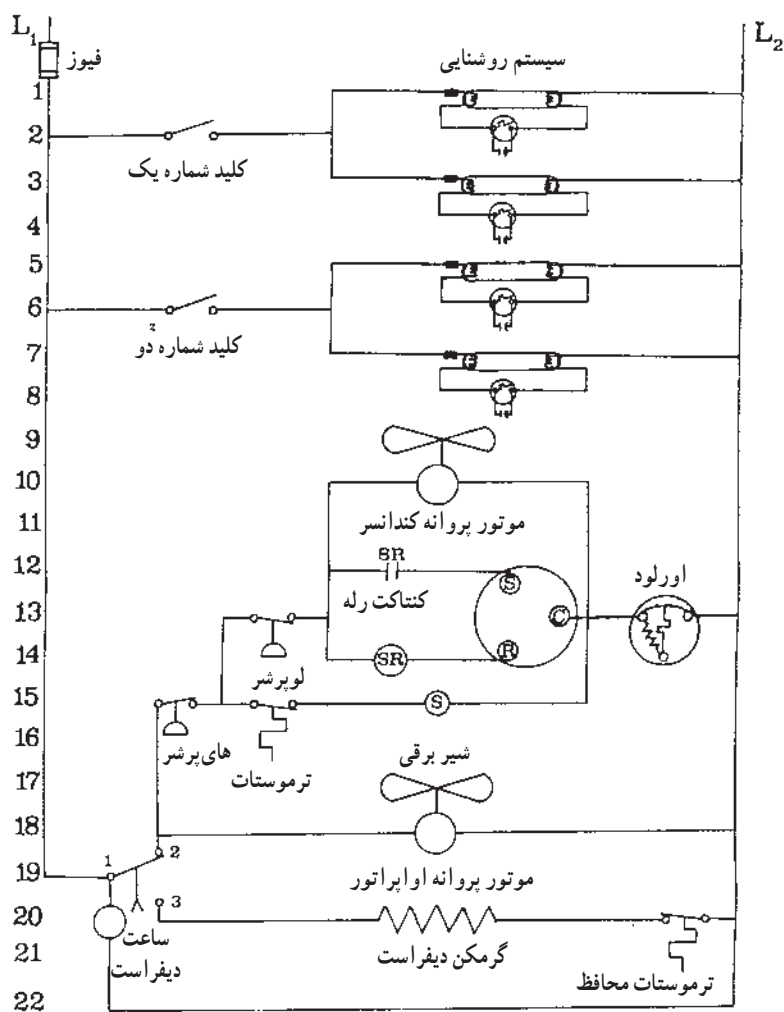 L₁
L₂
فیوز
سیستم روشنایی
1
2
کلید شماره یک
3
4
5
6
2
کلید شماره دو
7
8
9
10
11
موتور پروانه کندانسر
12
SR
S
اورلود
کنتاکت رله
13
C
14
SR
R
لوپرشر
15
S
16
های‌پرشر
ترموستات
شیر برقی
17
18
2
19
1
موتور پروانه اواپراتور
3
20
ساعت
دیفراست
گرمکن دیفراست
21
ترموستات محافظ
22